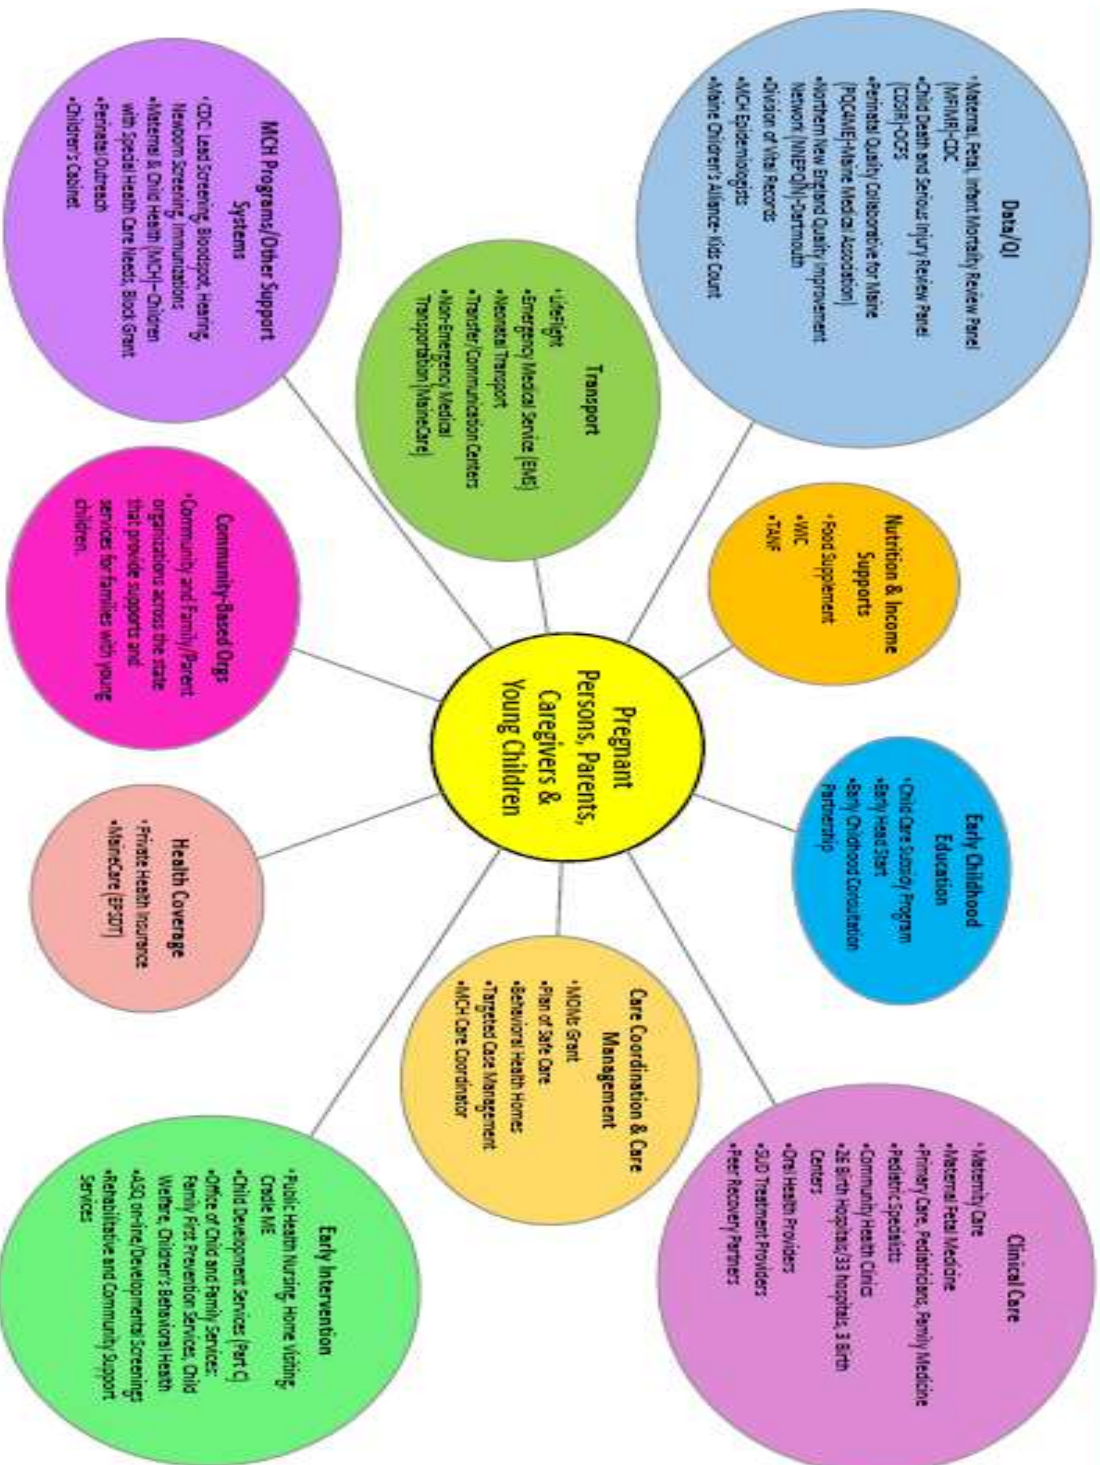 Data/QI
•Maternal, Fetal, Infant Mortality Review Panel
(MFIMR)-CDC
•Child Death and Serious Injury Review Panel
(CDSIR)-OCFS
•Perinatal Quality Collaborative for Maine
(PQC4ME)-Maine Medical Association)
•Northern New England Quality Improvement
Network (NNEPQIN)-Dartmouth
•Division of Vital Records
•MCH Epidemiologists
•Maine Children's Alliance- Kids Count
Nutrition & Income
Supports
•Food Supplement
•WIC
•TANF
Early Childhood
Education
•Child Care Subsidy Program
•Early Head Start
•Early Childhood Consultation
Partnership
Clinical Care
•Maternity Care
•Maternal Fetal Medicine
•Primary Care, Pediatricians, Family Medicine
•Pediatric Specialists
•Community Health Clinics
•26 Birth Hospitals/33 hospitals, 3 Birth
Centers
•Oral Health Providers
•SUD Treatment Providers
•Peer Recovery Partners
Transport
•LifeFlight
•Emergency Medical Service (EMS)
•Neonatal Transport
•Transfer/Communication Centers
•Non-Emergency Medical
Transportation (MaineCare)
Pregnant
Persons, Parents,
Caregivers &
Young Children
Care Coordination & Care
Management
•MOMs Grant
•Plan of Safe Care
•Behavioral Health Homes
•Targeted Case Management
•MCH Care Coordinator
MCH Programs/Other Support
Systems
•CDC: Lead Screening, Bloodspot, Hearing,
Newborn Screening, Immunizations
•Maternal & Child Health (MCH)–Children
with Special Health Care Needs, Block Grant
•Perinatal Outreach
•Children's Cabinet
Community-Based Orgs
•Community and Family/Parent
organizations across the state
that provide supports and
services for families with young
children.
Health Coverage
•Private Health Insurance
•MaineCare (EPSDT)
Early Intervention
•Public Health Nursing, Home Visiting,
Cradle ME
•Child Development Services (Part C)
•Office of Child and Family Services:
Family First Prevention Services, Child
Welfare, Children's Behavioral Health
•ASQ on-line/Developmental Screenings
•Rehabilitative and Community Support
Services